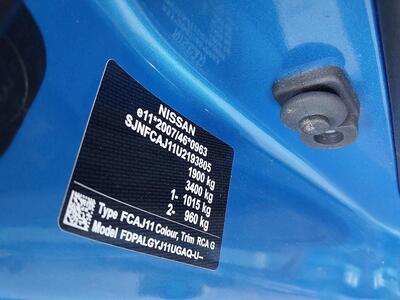 NISSAN
e11*2007/46*0963
SJNFCAJ11U2193805
1900 kg
3400 kg
1- 1015 kg
2- 960 kg
Type FCAJ11 Colour, Trim RCA G
Model FDPALGYJ11UGAQ-U--